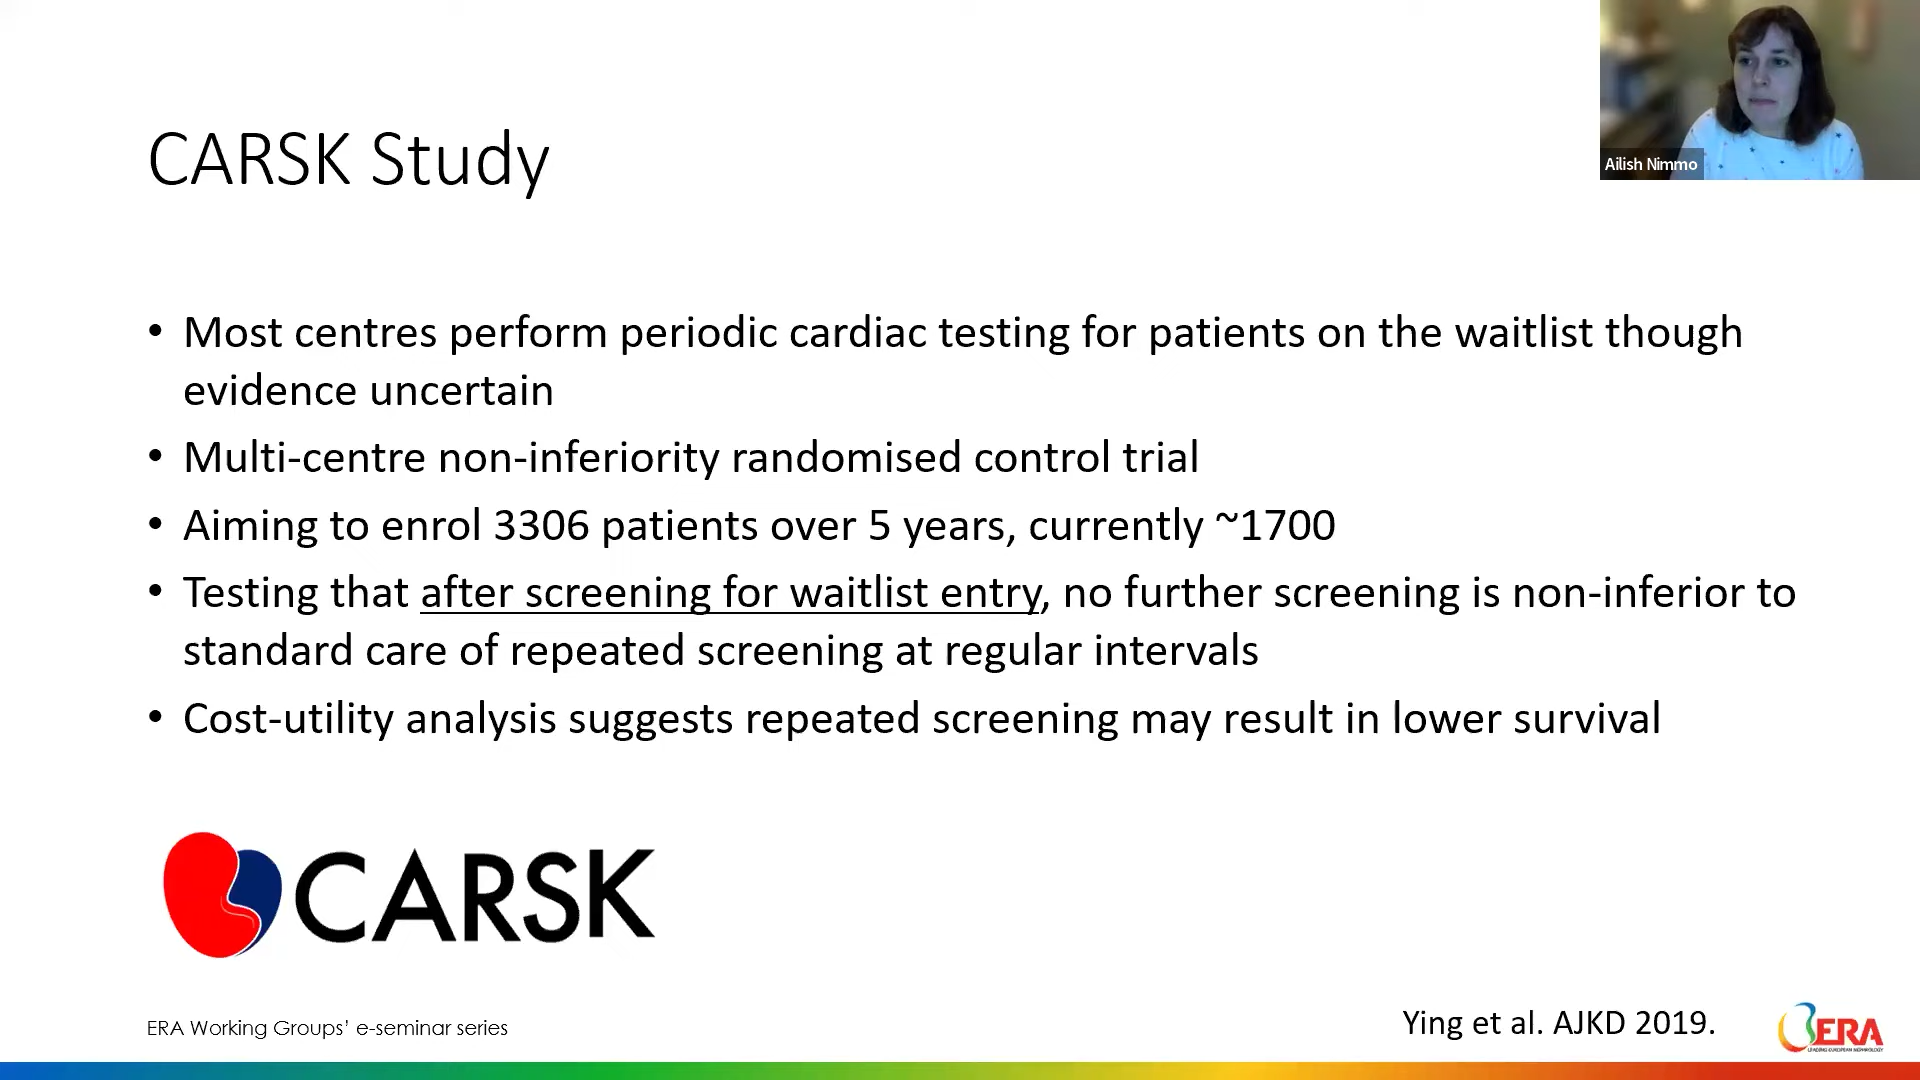 Ailish Nimmo
CARSK Study
• Most centres perform periodic cardiac testing for patients on the waitlist though
evidence uncertain
• Multi-centre non-inferiority randomised control trial
• Aiming to enrol 3306 patients over 5 years, currently ~1700
• Testing that after screening for waitlist entry, no further screening is non-inferior to
standard care of repeated screening at regular intervals
• Cost-utility analysis suggests repeated screening may result in lower survival
CARSK
ERA Working Groups’ e-seminar series
Ying et al. AJKD 2019.
ERA
LEADING EUROPEAN NEPHROLOGY